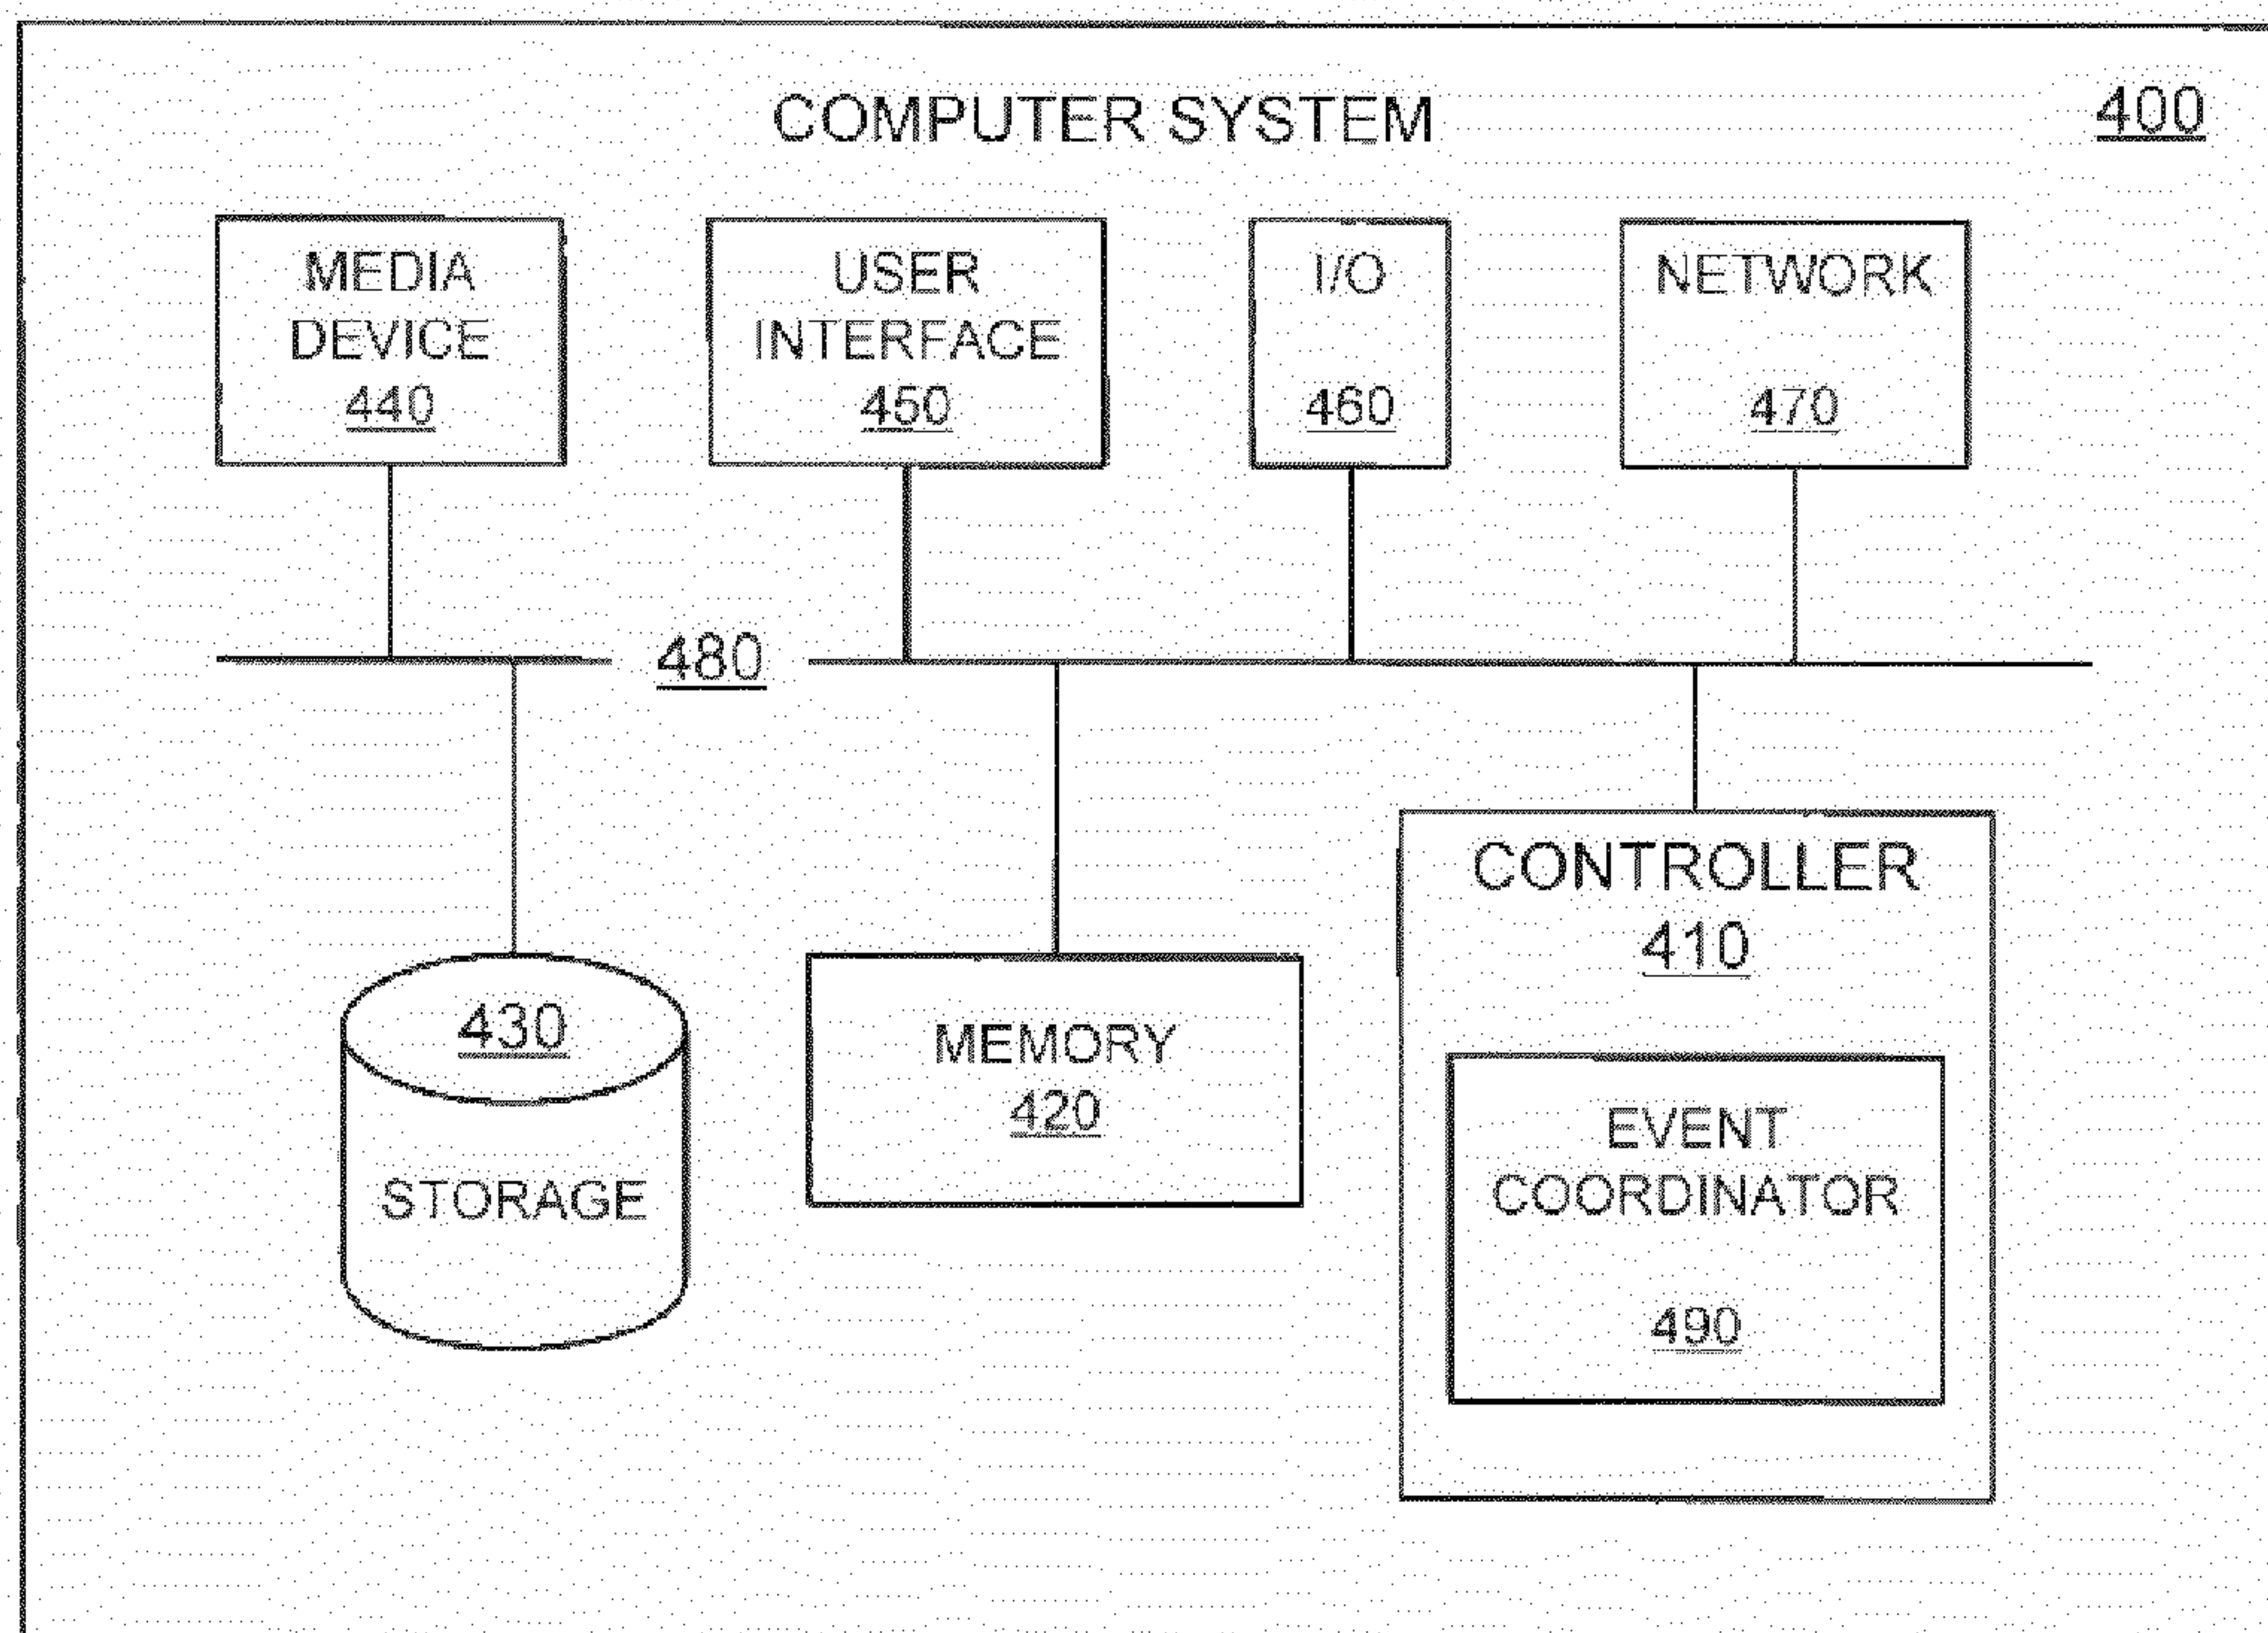 COMPUTER SYSTEM
400
MEDIA
DEVICE
440
USER
INTERFACE
450
I/O
460
NETWORK
470
480
430
STORAGE
MEMORY
420
CONTROLLER
410
EVENT
COORDINATOR
490